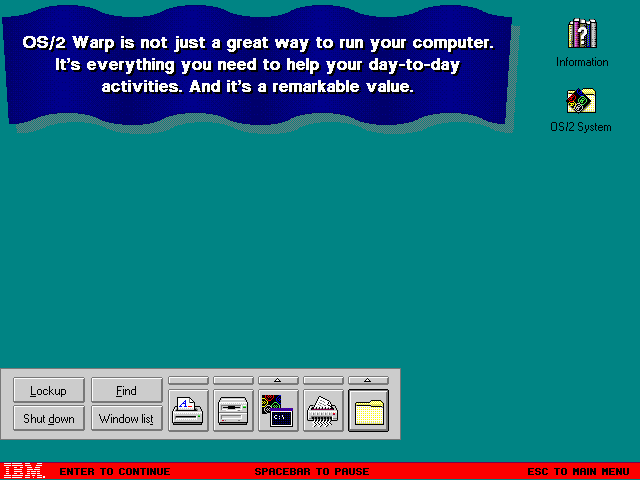 OS/2 Warp is not just a great way to run your computer.
It's everything you need to help your day-to-day
activities. And it's a remarkable value.
Information
OS/2 System
Lockup
Find
Shut down
Window list
C:\
IBM.
ENTER TO CONTINUE
SPACEBAR TO PAUSE
ESC TO MAIN MENU